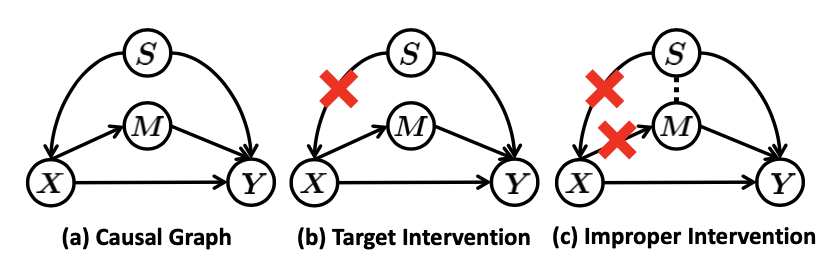 S
M
X
Y
(a) Causal Graph
S
M
X
Y
(b) Target Intervention
S
M
X
Y
(c) Improper Intervention